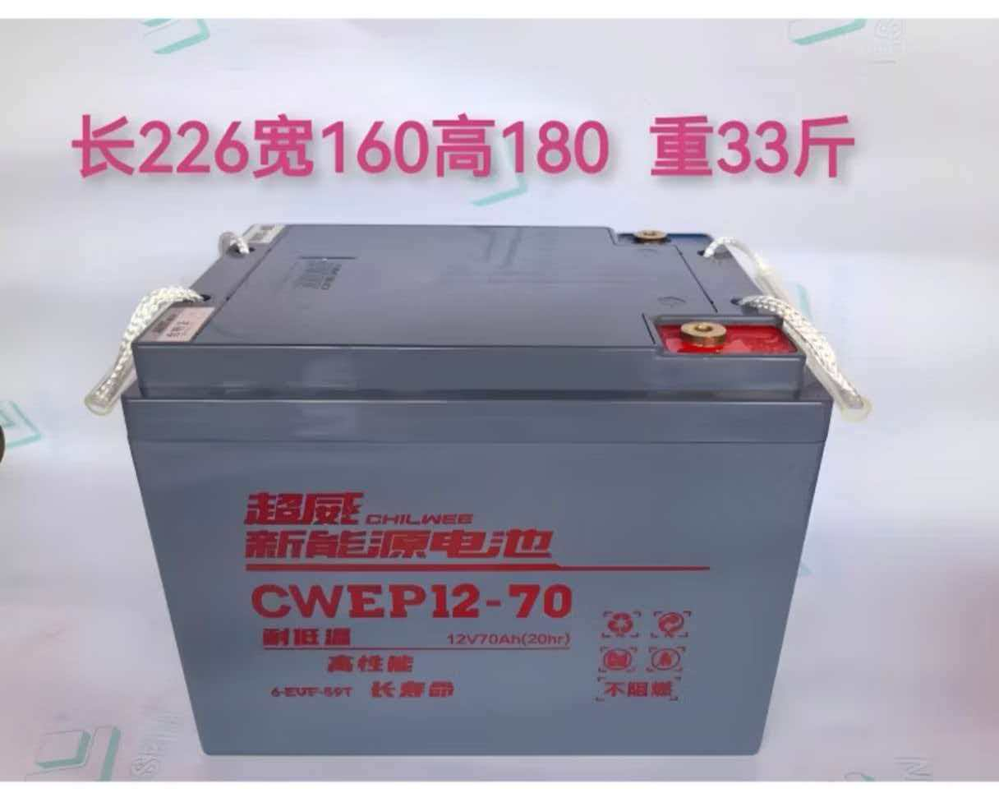 长226宽160高180 重33斤
超威 CHILWEE
新能源电池
CWEP12-70
耐低温 12V70Ah(20hr)
高性能
6-EVF-59T 长寿命
不阻燃